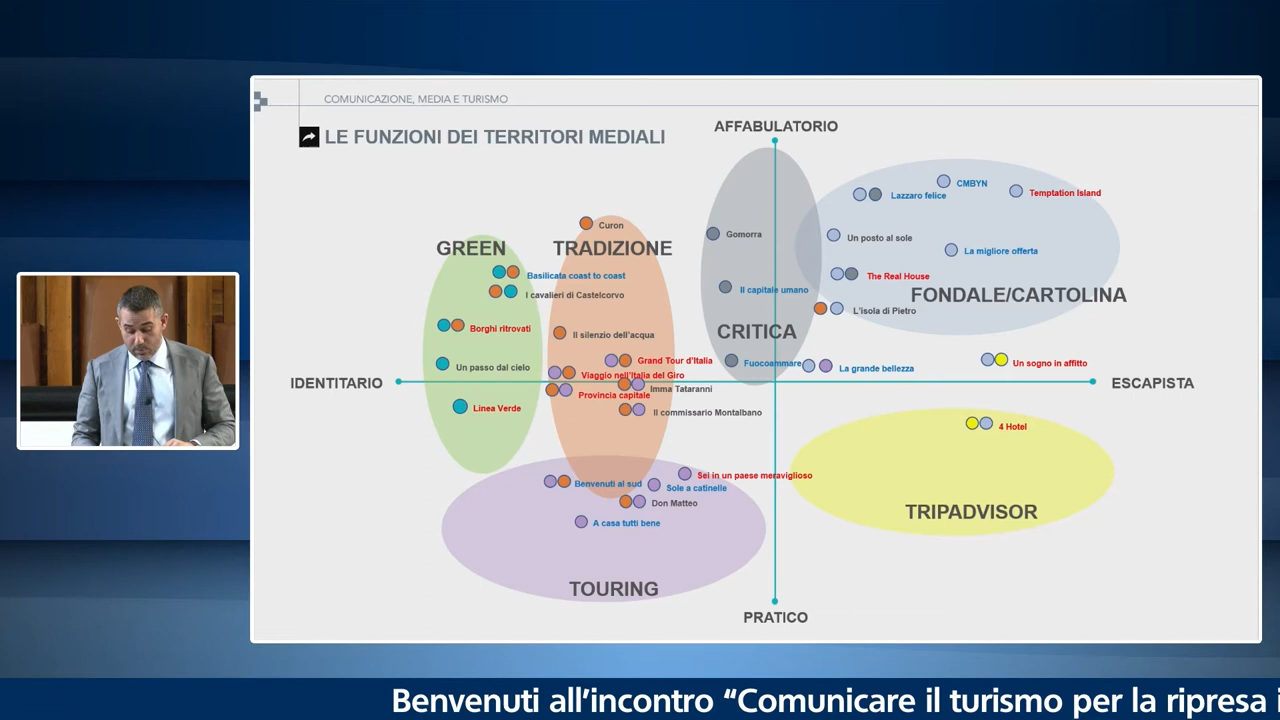 COMUNICAZIONE, MEDIA E TURISMO
LE FUNZIONI DEI TERRITORI MEDIALI
AFFABULATORIO
CMBYN
Lazzaro felice
Temptation Island
Curon
Gomorra
Un posto al sole
GREEN
TRADIZIONE
La migliore offerta
Basilicata coast to coast
The Real House
I cavalieri di Castelcorvo
Il capitale umano
FONDALE/CARTOLINA
L'isola di Pietro
Borghi ritrovati
Il silenzio dell'acqua
CRITICA
Un passo dal cielo
Grand Tour d'Italia
Fuocoammare
La grande bellezza
Un sogno in affitto
Viaggio nell'Italia del Giro
IDENTITARIO
ESCAPISTA
Imma Tataranni
Provincia capitale
Linea Verde
Il commissario Montalbano
4 Hotel
Sei in un paese meraviglioso
Benvenuti al sud
Sole a catinelle
Don Matteo
TRIPADVISOR
A casa tutti bene
TOURING
PRATICO
Benvenuti all'incontro “Comunicare il turismo per la ripresa i